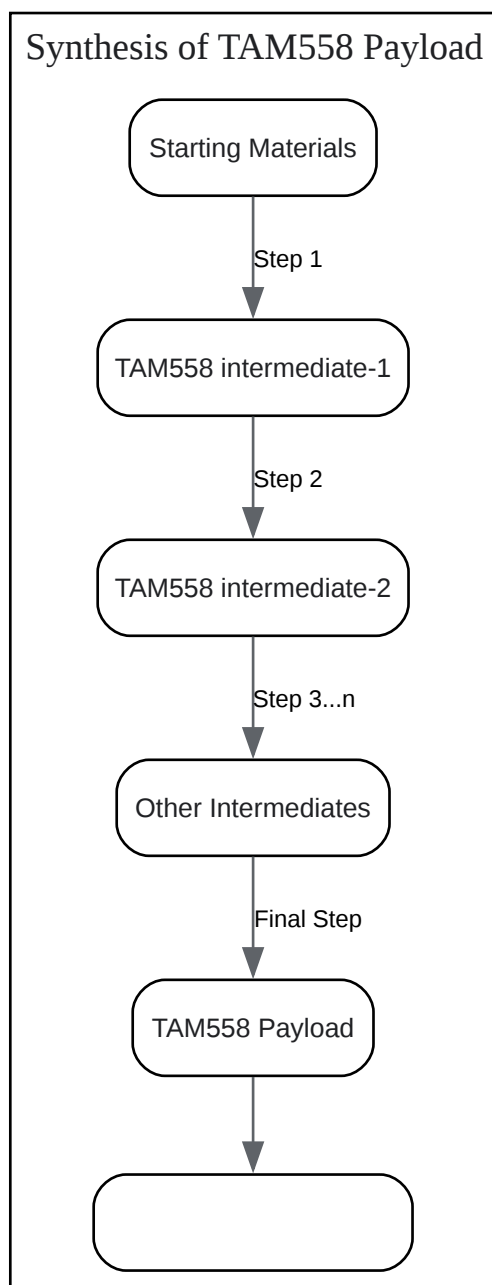 Synthesis of TAM558 Payload
Starting Materials
Step 1
TAM558 intermediate-1
Step 2
TAM558 intermediate-2
Step 3...n
Other Intermediates
Final Step
TAM558 Payload